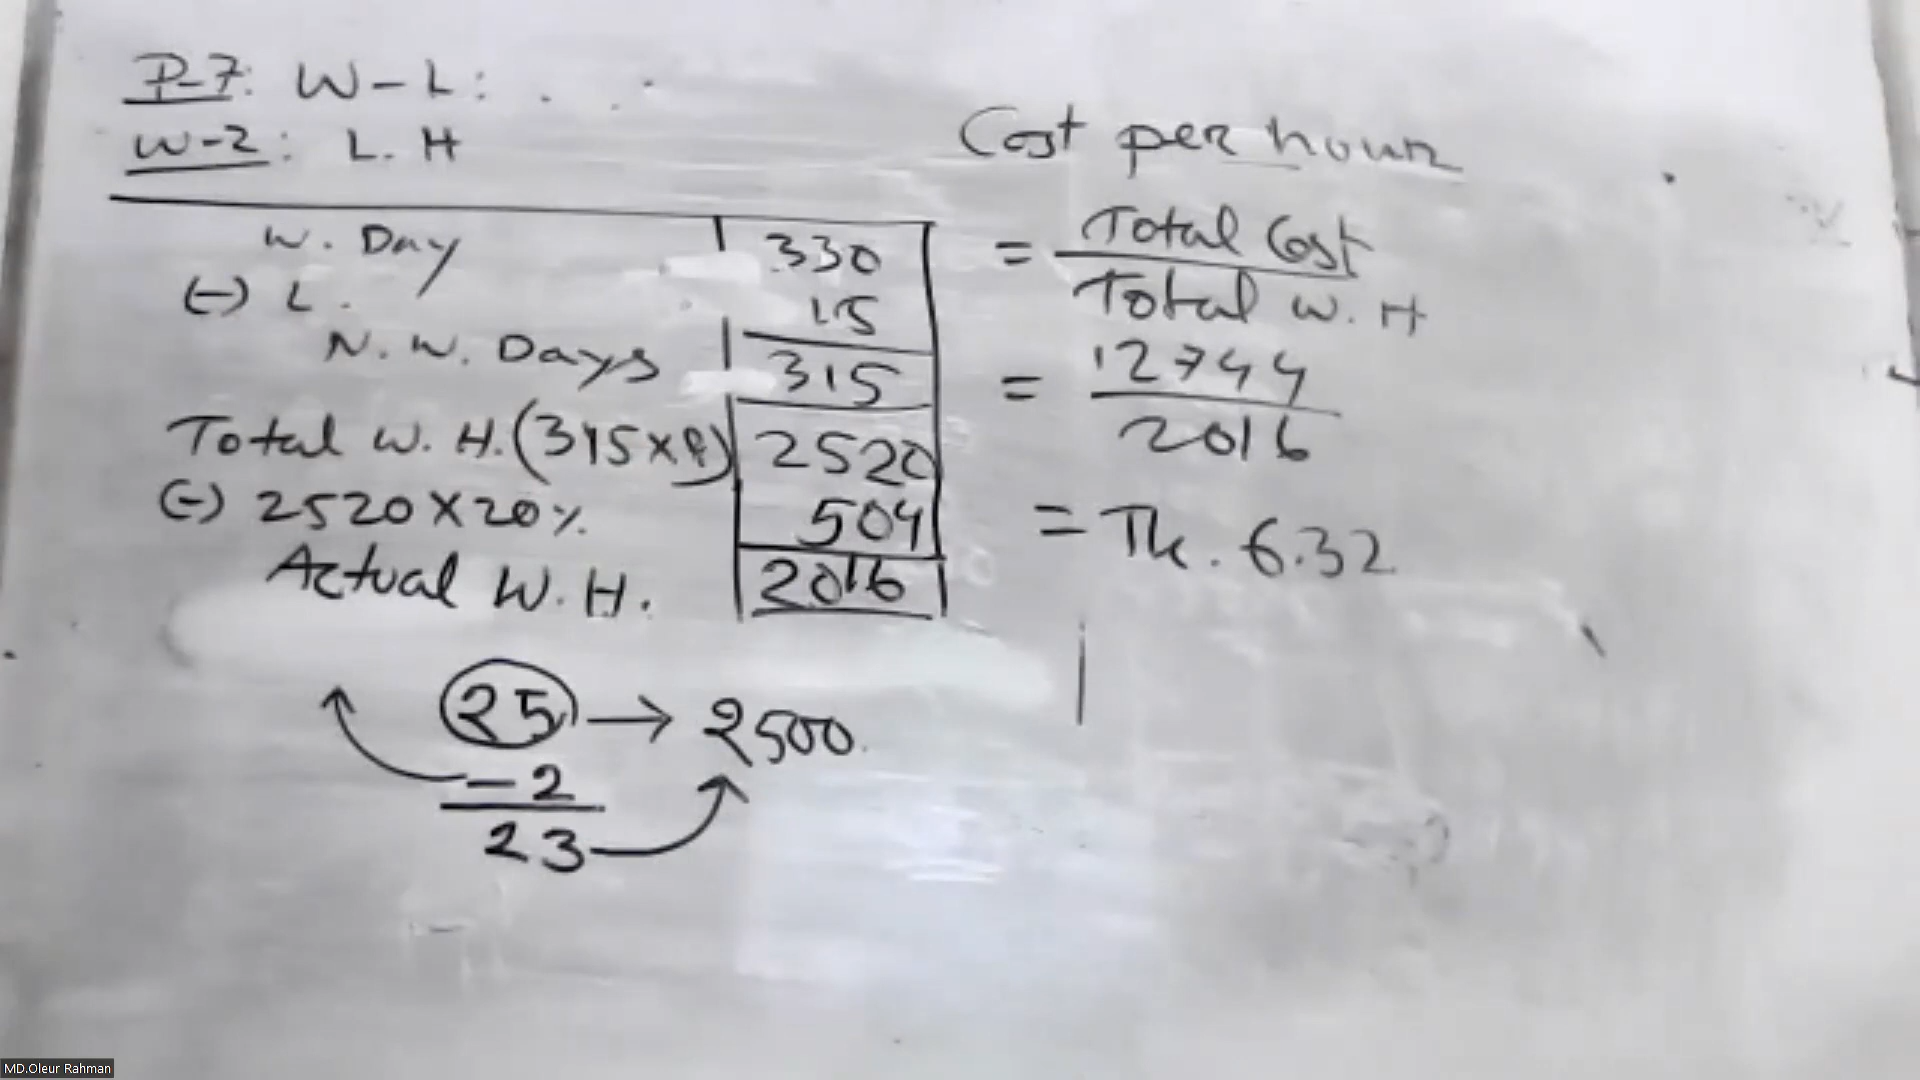 P-7: W-L:
W-2: L.H
W. Day 330
(-) L. 15
N.W. Days 315
Total W.H.(315×8) 2520
(-) 2520×20% 504
Actual W.H. 2016
25 → 2500
-2
23
Cost per hour
= Total Cost
Total W.H
= 12744
2016
= Tk. 6.32
MD.Oleur Rahman